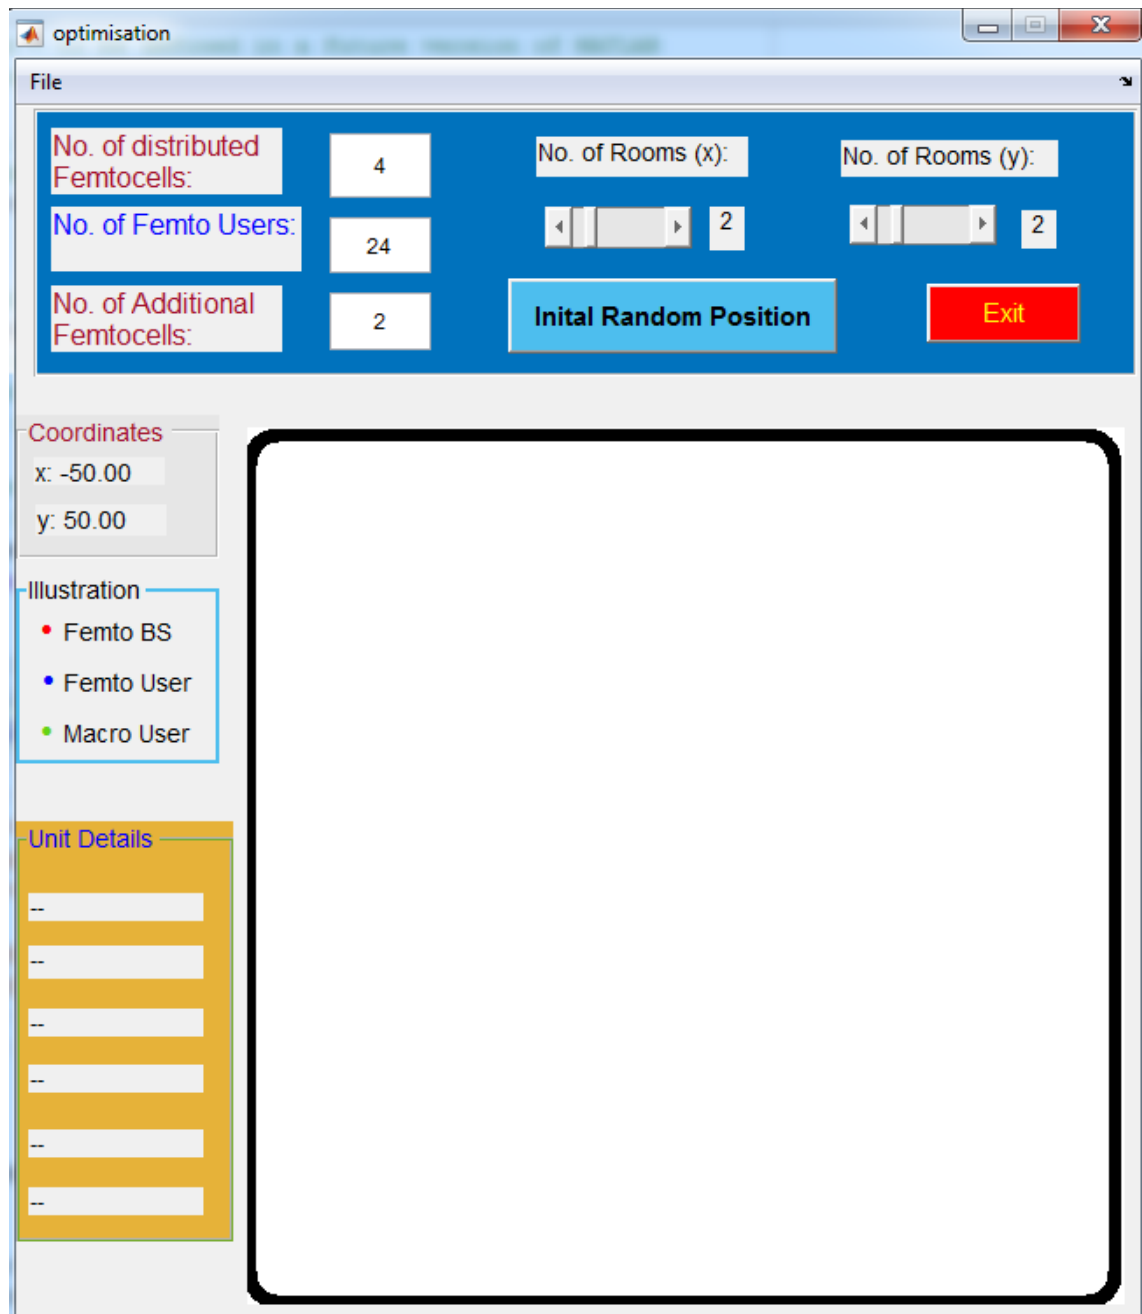 optimisation
File
No. of distributed
Femtocells:
4
No. of Rooms (x):
No. of Rooms (y):
No. of Femto Users:
24
2
2
No. of Additional
Femtocells:
2
Inital Random Position
Exit
Coordinates
x: -50.00
y: 50.00
Illustration
Femto BS
Femto User
Macro User
Unit Details
--
--
--
--
--
--